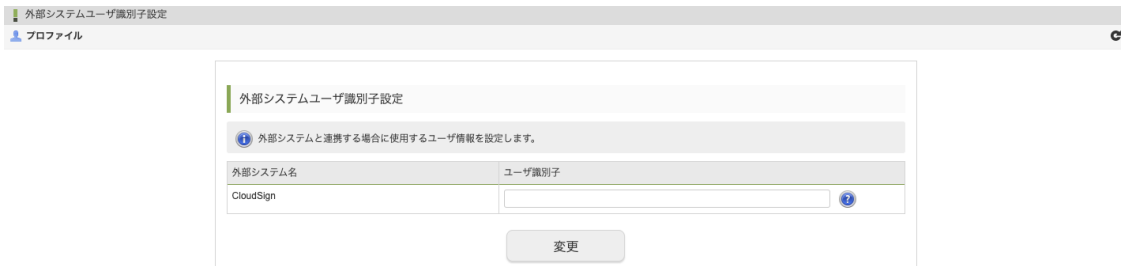 外部システムユーザ識別子設定
プロファイル
外部システムユーザ識別子設定
外部システムと連携する場合に使用するユーザ情報を設定します。
外部システム名 ユーザ識別子
CloudSign
変更